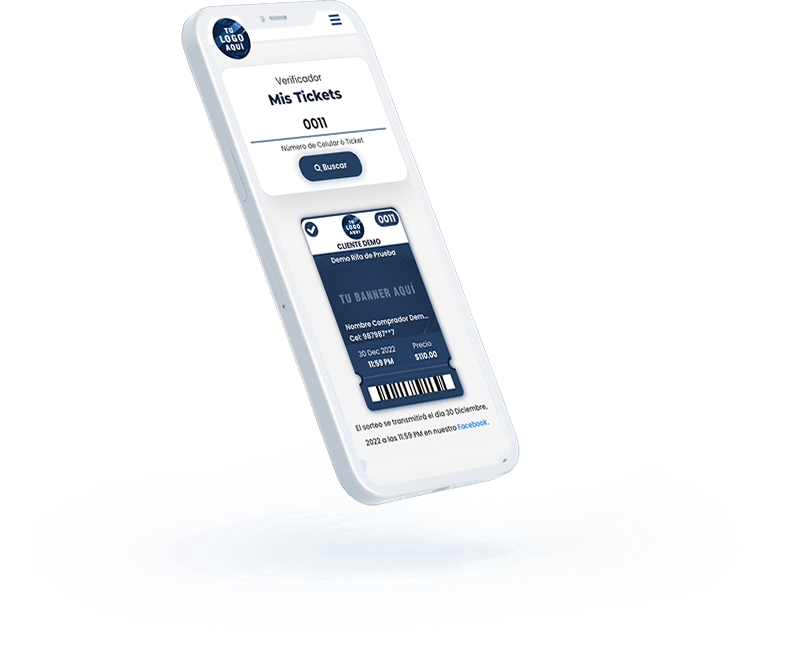 TU
LOGO
AQUÍ
Verificador
Mis Tickets
0011
Número de Celular ó Ticket
Buscar
TU
LOGO
AQUÍ
0011
CLIENTE DEMO
Demo Rifa de Prueba
TU BANNER AQUÍ
Nombre Comprador Dem...
Cel: 987987**7
30 Dec 2022
Precio
11:59 PM
$110.00
El sorteo se transmitirá el día 30 Diciembre,
2022 a las 11:59 PM en nuestro Facebook.